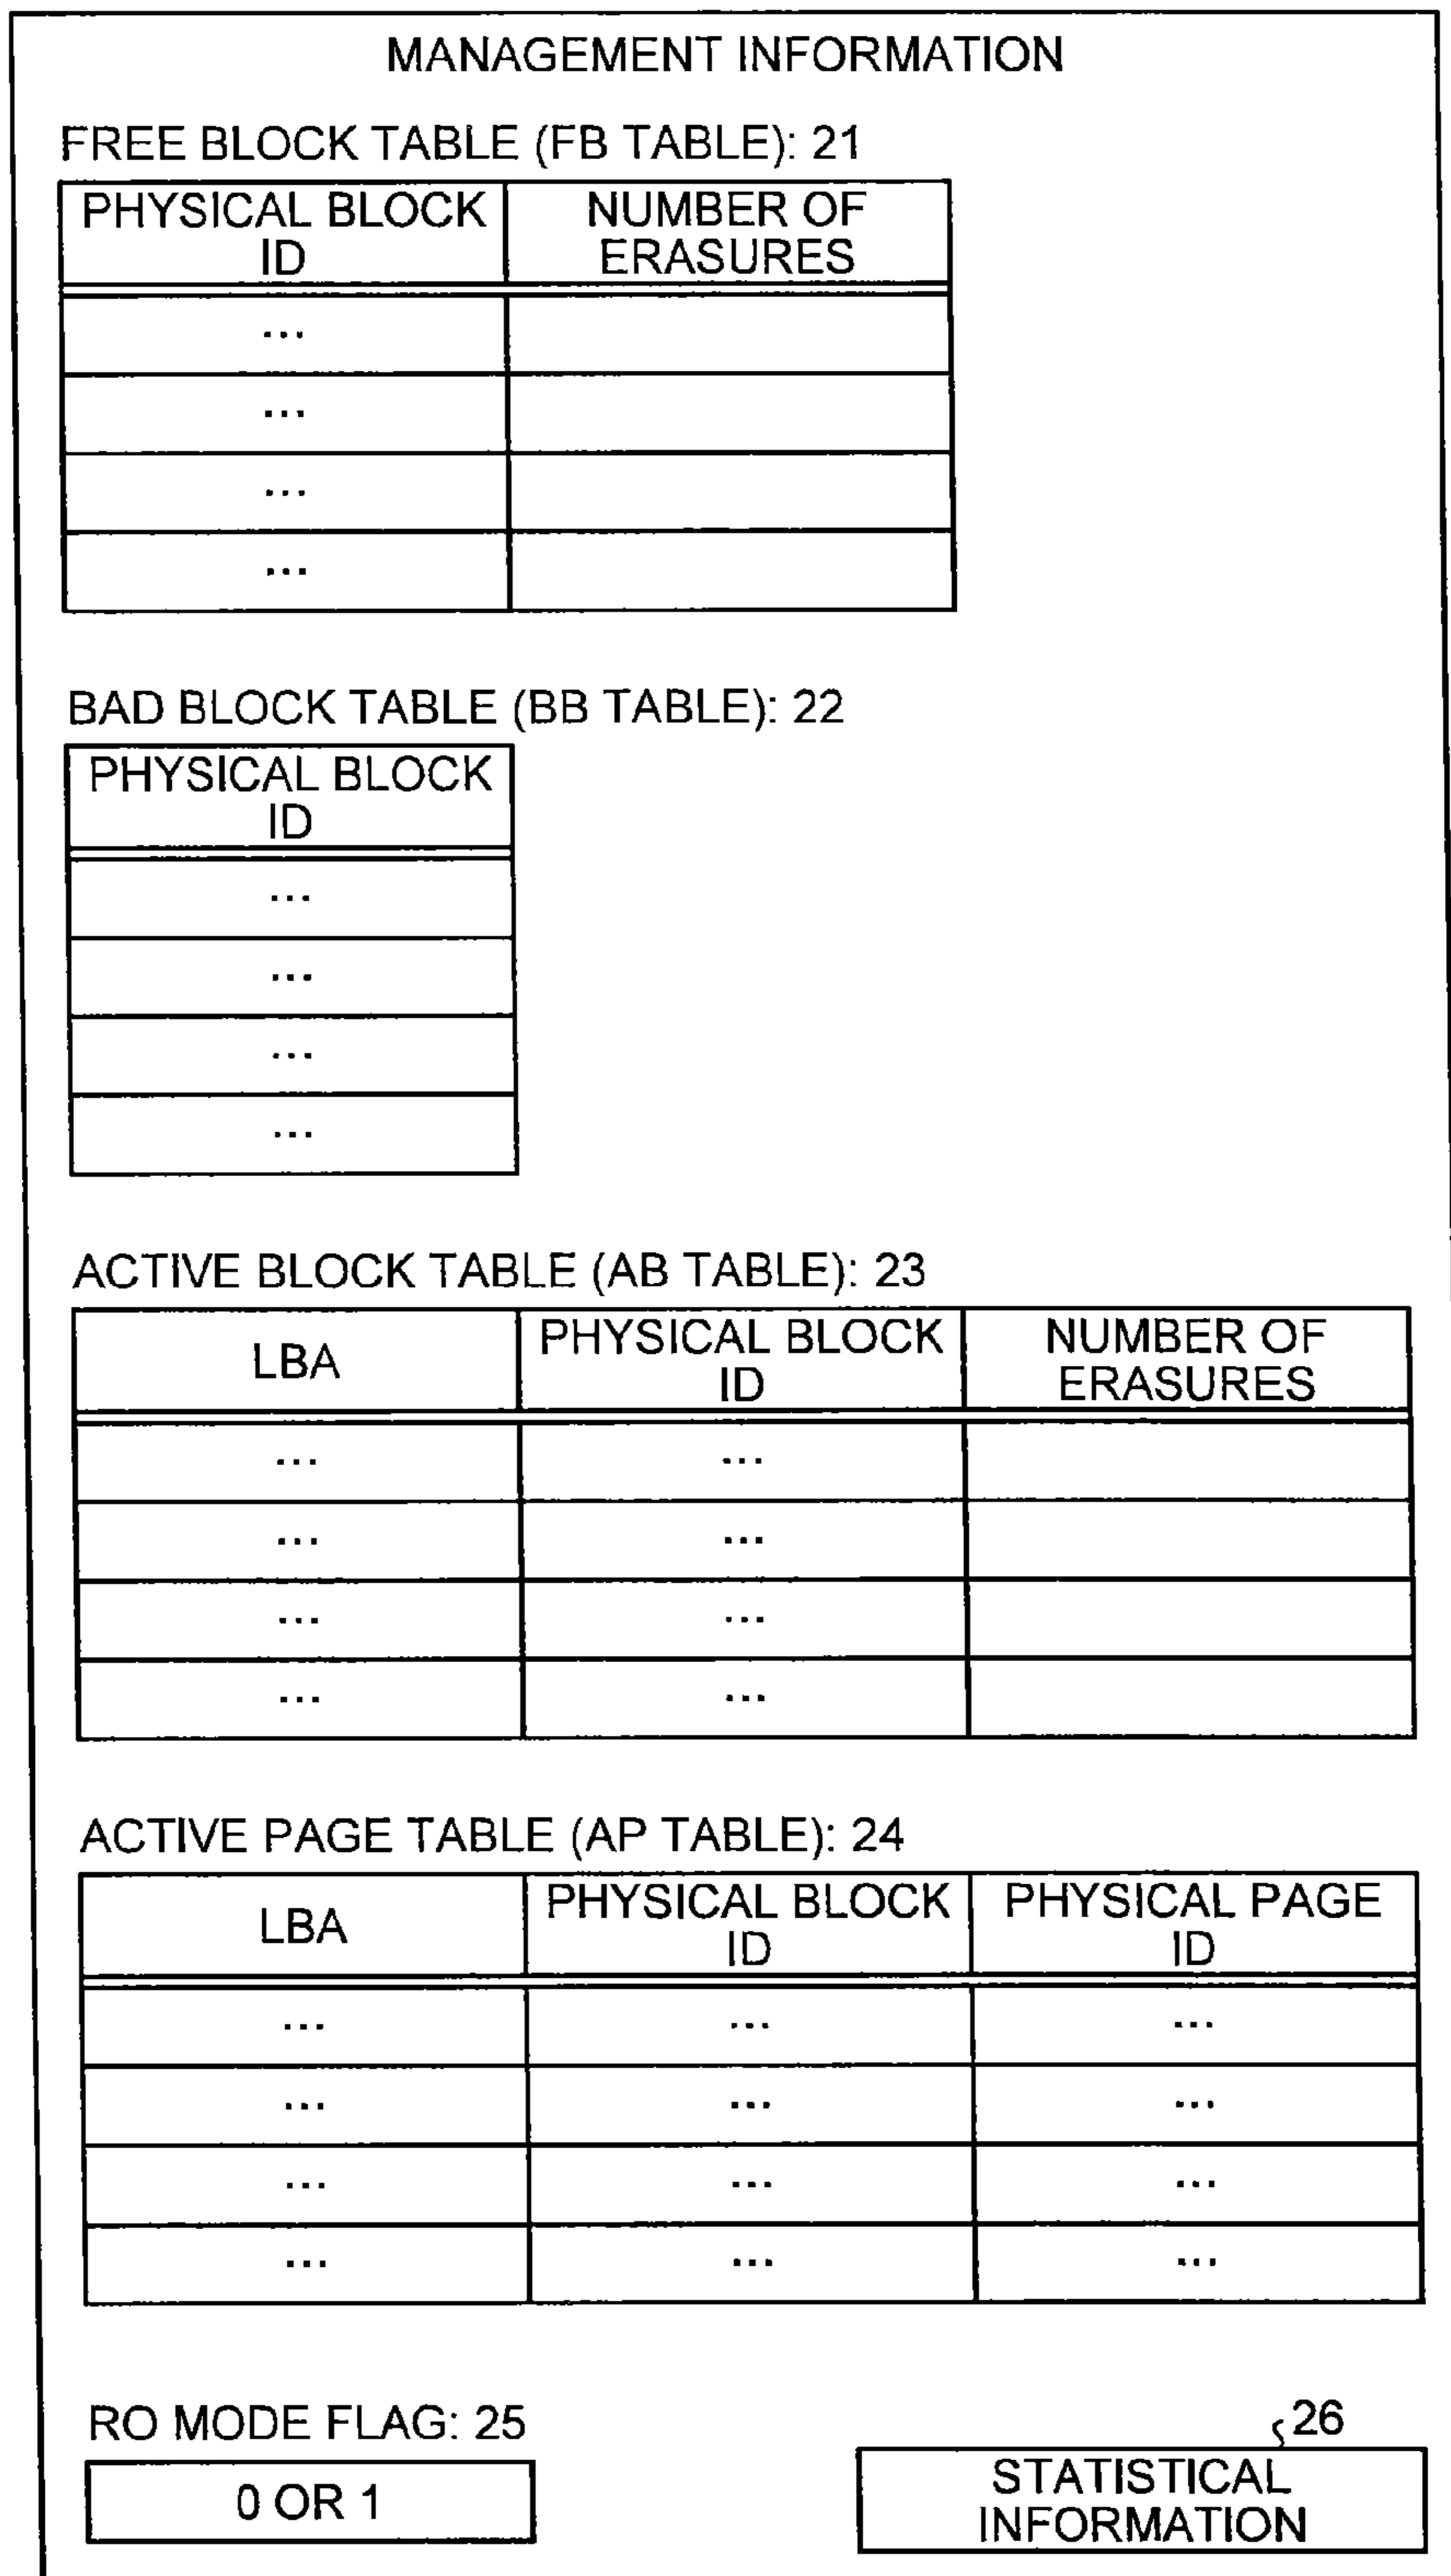 MANAGEMENT INFORMATION
FREE BLOCK TABLE (FB TABLE): 21
PHYSICAL BLOCK ID NUMBER OF ERASURES
...
...
...
...
BAD BLOCK TABLE (BB TABLE): 22
PHYSICAL BLOCK ID
...
...
...
...
ACTIVE BLOCK TABLE (AB TABLE): 23
LBA PHYSICAL BLOCK ID NUMBER OF ERASURES
... ...
... ...
... ...
... ...
ACTIVE PAGE TABLE (AP TABLE): 24
LBA PHYSICAL BLOCK ID PHYSICAL PAGE ID
... ... ...
... ... ...
... ... ...
... ... ...
RO MODE FLAG: 25
0 OR 1
26
STATISTICAL
INFORMATION